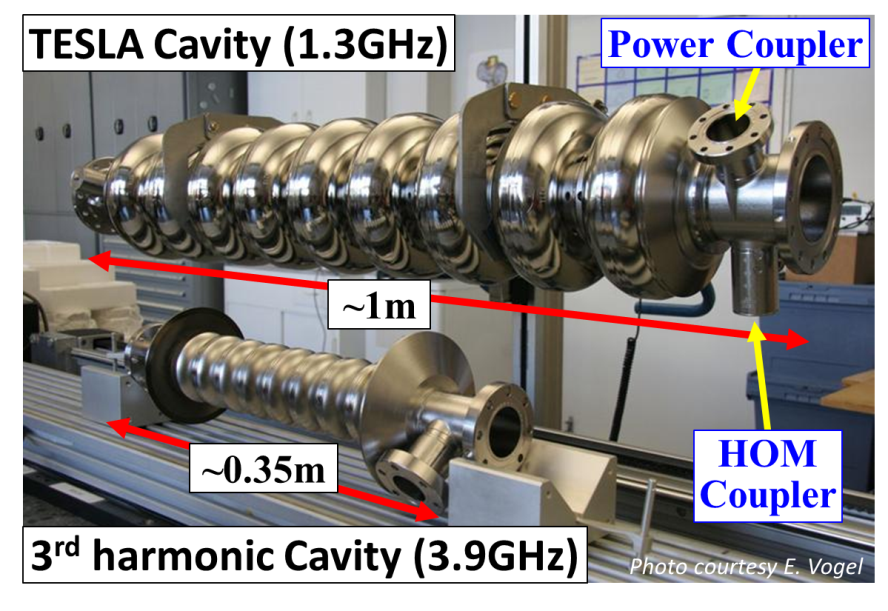 TESLA Cavity (1.3GHz)
Power Coupler
~1m
~0.35m
HOM
Coupler
3rd harmonic Cavity (3.9GHz)
Photo courtesy E. Vogel